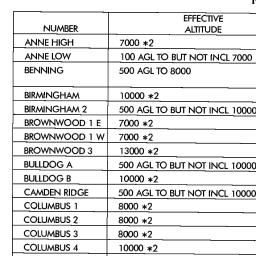 NUMBER
EFFECTIVE
ALTITUDE
ANNE HIGH 7000 *2
ANNE LOW 100 AGL TO BUT NOT INCL 7000
BENNING 500 AGL TO 8000
BIRMINGHAM 10000 *2
BIRMINGHAM 2 500 AGL TO BUT NOT INCL 10000
BROWNWOOD 1 E 7000 *2
BROWNWOOD 1 W 7000 *2
BROWNWOOD 3 13000 *2
BULLDOG A 500 AGL TO BUT NOT INCL 10000
BULLDOG B 10000 *2
CAMDEN RIDGE 500 AGL TO BUT NOT INCL 10000
COLUMBUS 1 8000 *2
COLUMBUS 2 8000 *2
COLUMBUS 3 8000 *2
COLUMBUS 4 10000 *2